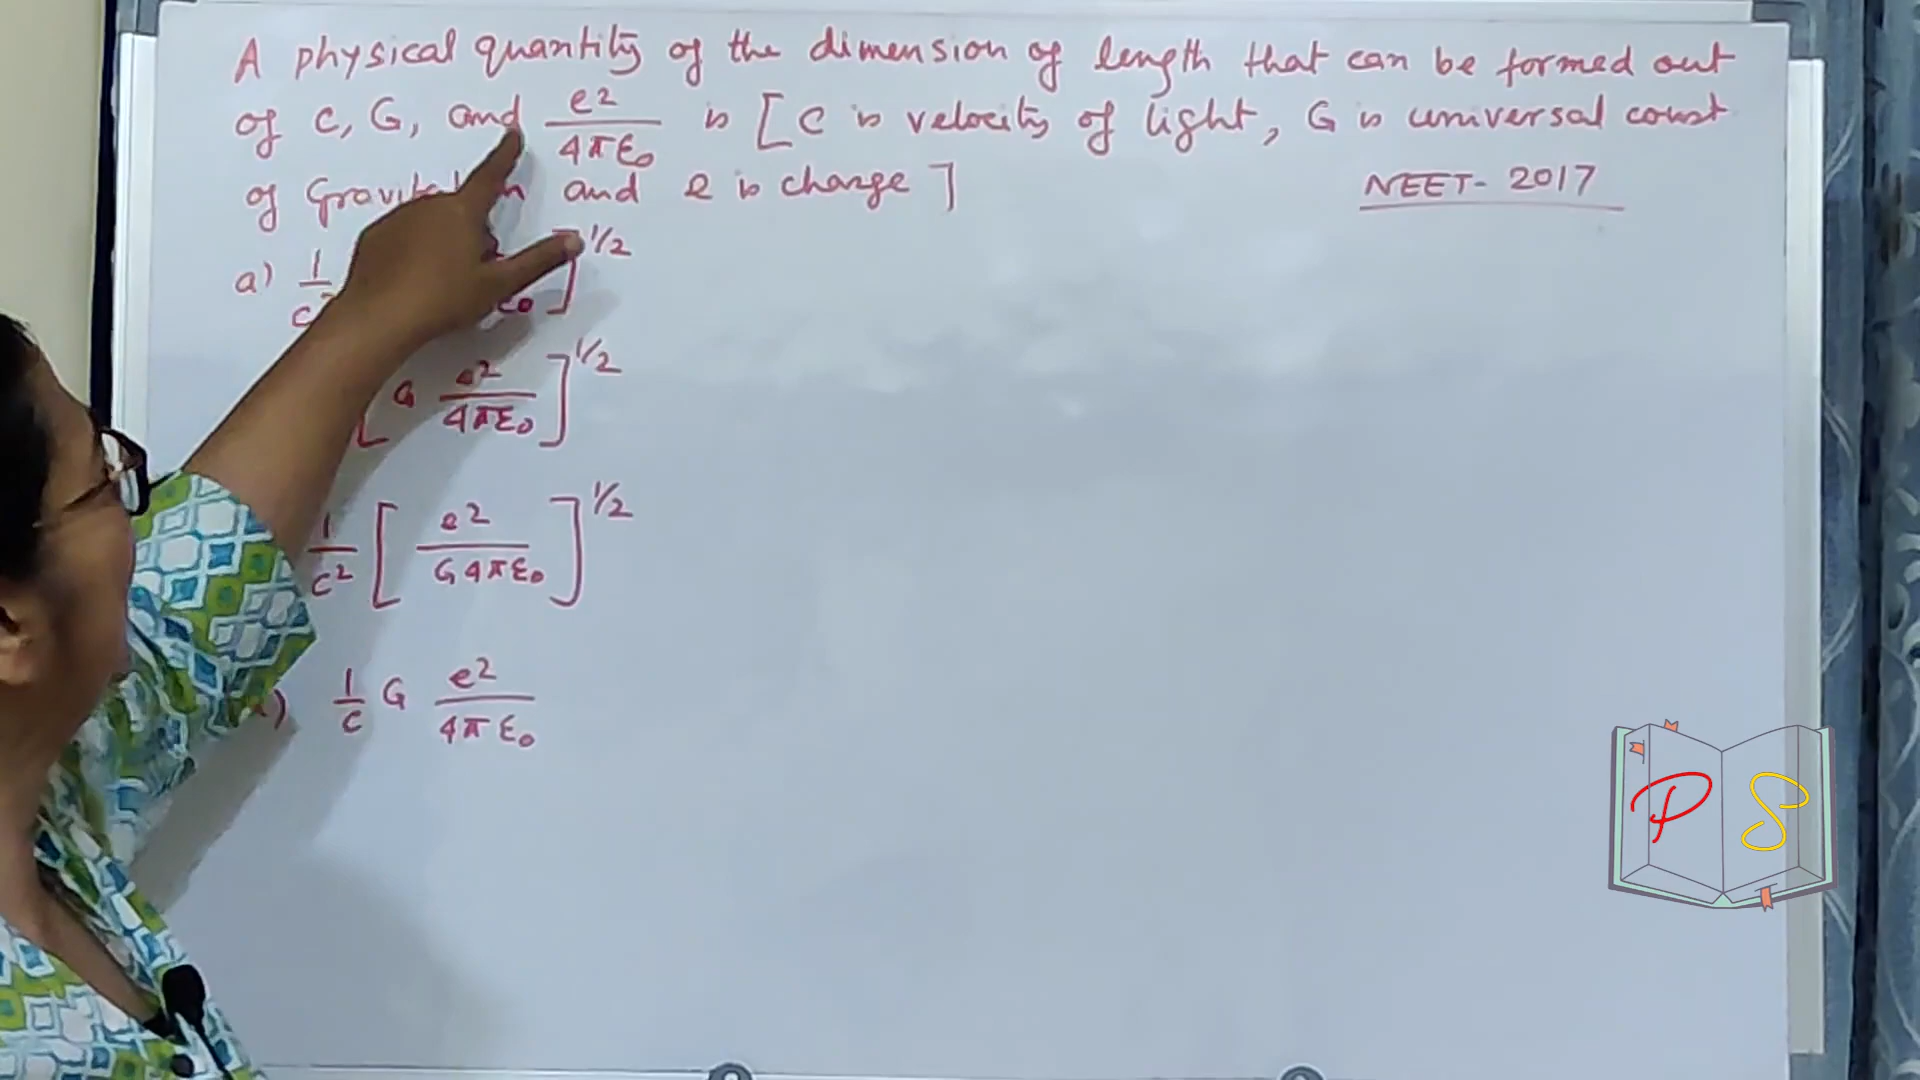 A physical quantity of the dimension of length that can be formed out
of c, G, and e²/4πε₀ is [c is velocity of light, G is universal const
of and e is charge] NEET- 2017
a) 1/c ε₀]^1/2
[G e²/4πε₀]^1/2
1/c² [e²/G4πε₀]^1/2
) 1/c G e²/4πε₀
P S